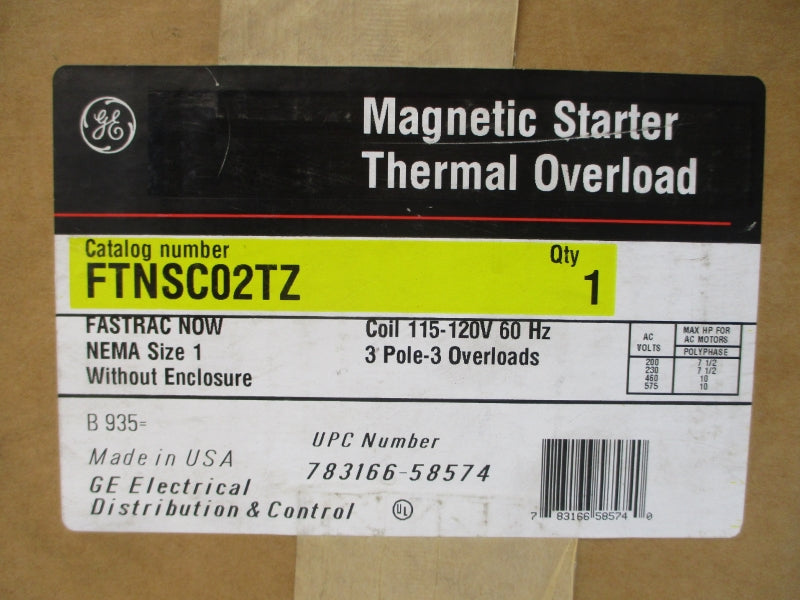 GE
Magnetic Starter
Thermal Overload
Catalog number
Qty
FTNSC02TZ
1
FASTRAC NOW
NEMA Size 1
Without Enclosure
Coil 115-120V 60 Hz
3 Pole-3 Overloads
AC VOLTS MAX HP FOR AC MOTORS
POLYPHASE
200 7 1/2
230 7 1/2
460 10
575 10
B 935=
Made in USA
GE Electrical
Distribution & Control
UL
UPC Number
783166-58574
7 83166 58574 0